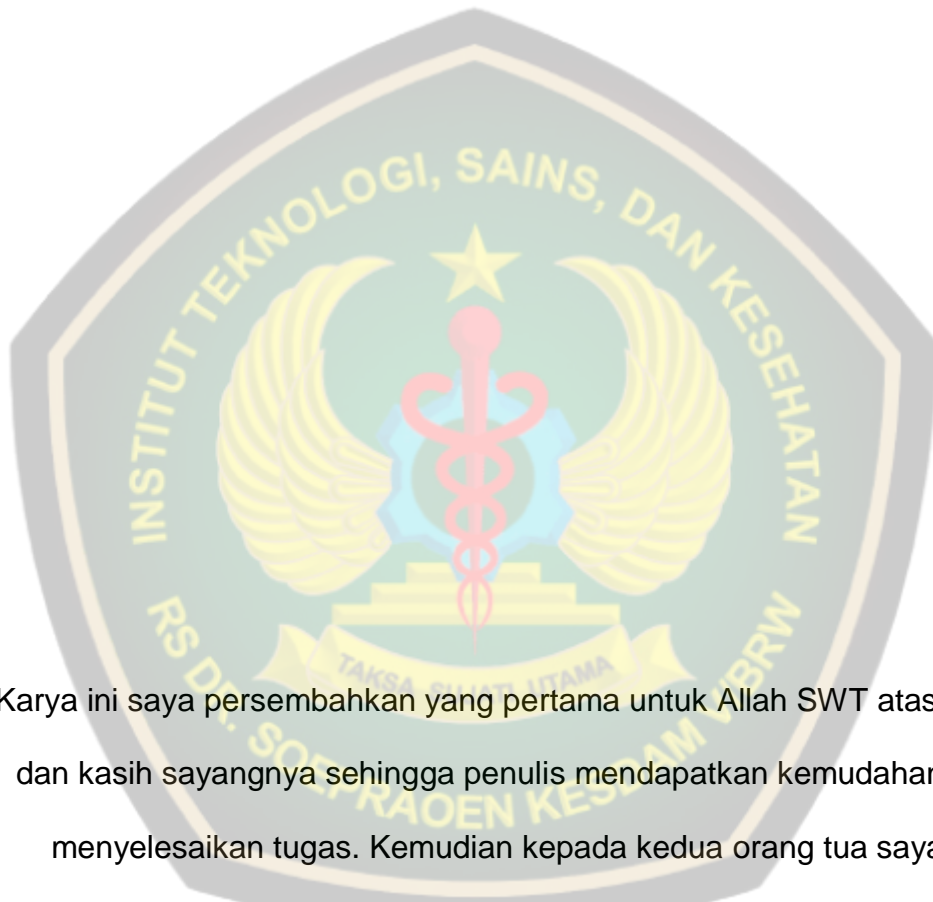 INSTITUT TEKNOLOGI, SAINS, DAN KESEHATAN
TAKSA SUJATI UTAMA
RS DR. SOEPRAOEN KESDAM V/BRW
Karya ini saya persembahkan yang pertama untuk Allah SWT atas
dan kasih sayangnya sehingga penulis mendapatkan kemudahan
menyelesaikan tugas. Kemudian kepada kedua orang tua saya